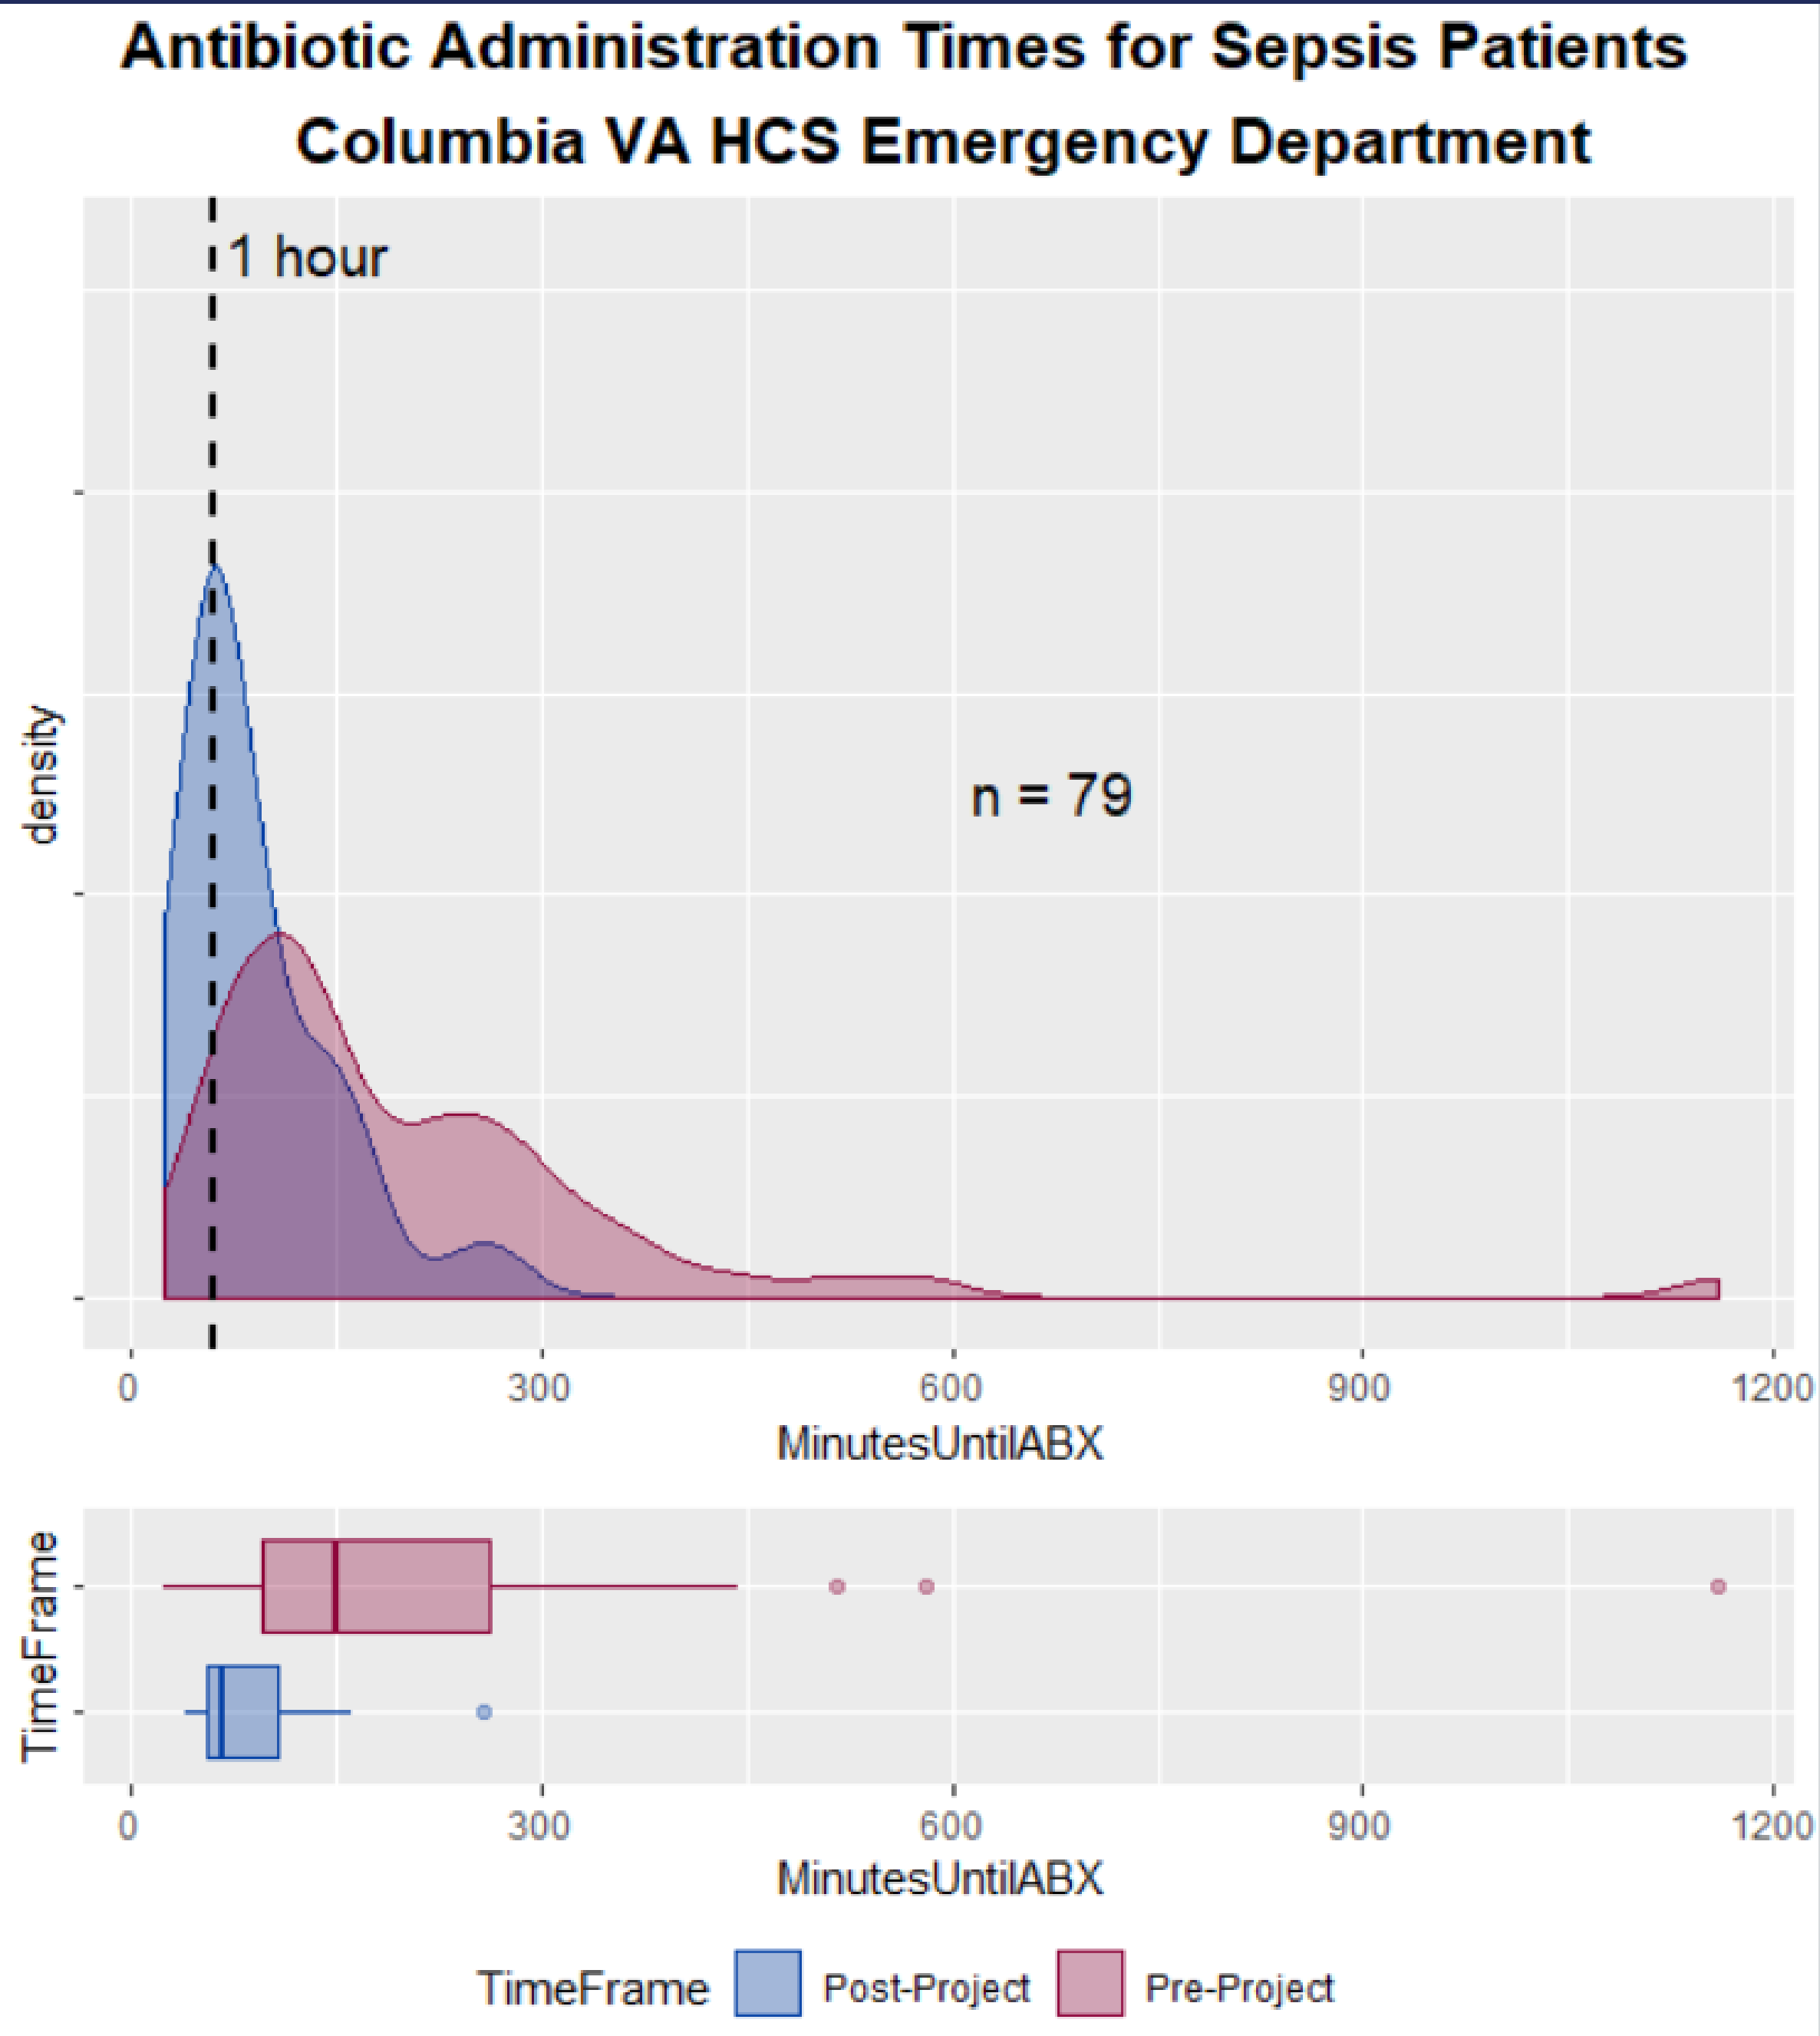 Antibiotic Administration Times for Sepsis Patients
Columbia VA HCS Emergency Department
1 hour
n = 79
density
0 300 600 900 1200
MinutesUntilABX
TimeFrame
0 300 600 900 1200
MinutesUntilABX
TimeFrame Post-Project Pre-Project